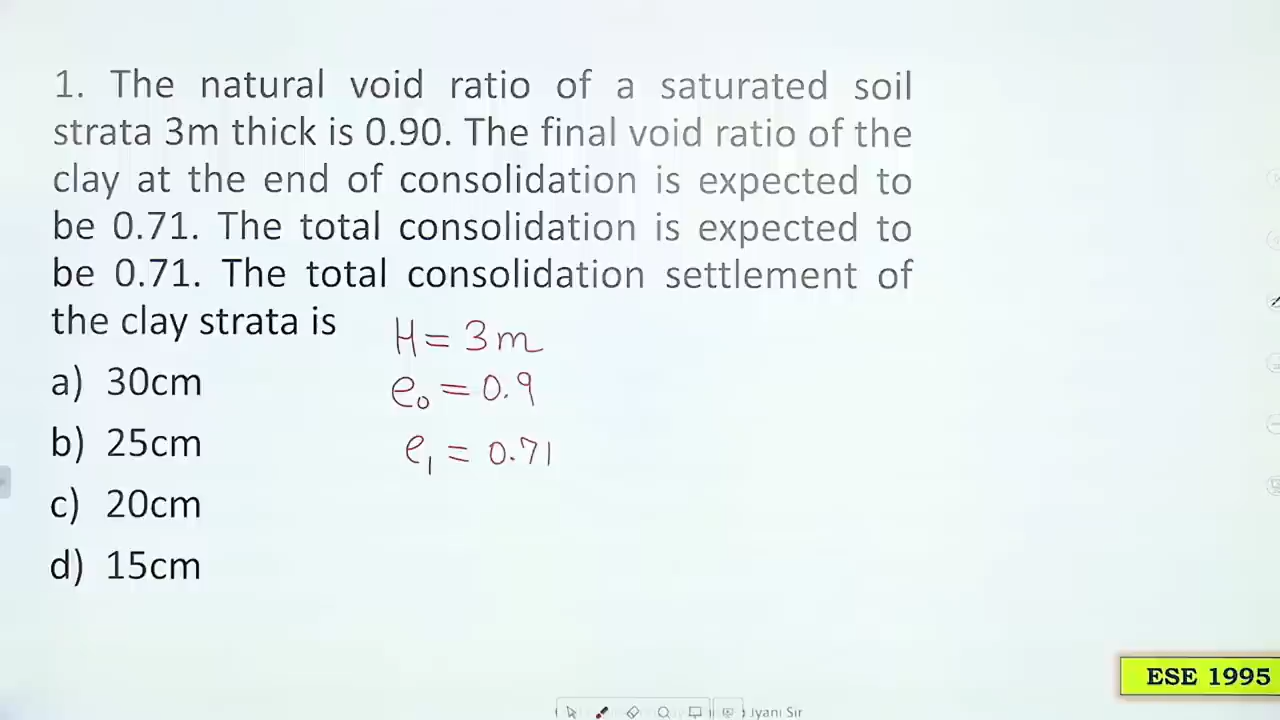 1. The natural void ratio of a saturated soil
strata 3m thick is 0.90. The final void ratio of the
clay at the end of consolidation is expected to
be 0.71. The total consolidation is expected to
be 0.71. The total consolidation settlement of
the clay strata is
H = 3m
a) 30cm
e₀ = 0.9
b) 25cm
e₁ = 0.71
c) 20cm
d) 15cm
ESE 1995
Jyani Sir